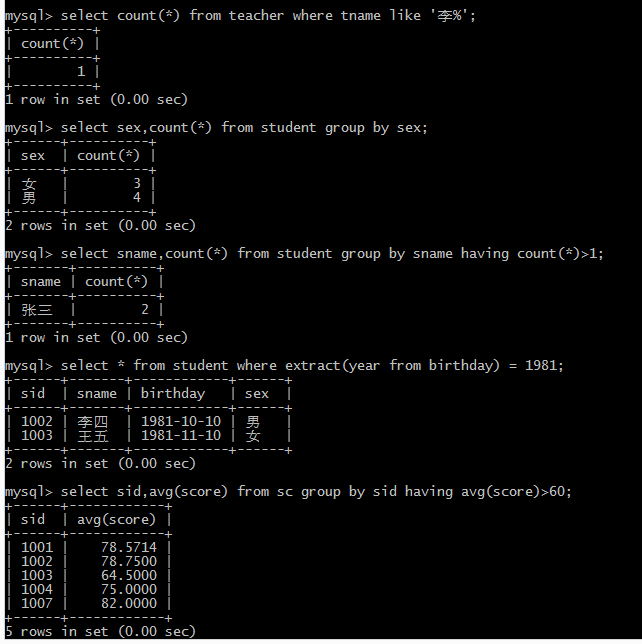 mysql> select count(*) from teacher where tname like '李%';
+----------+
| count(*) |
+----------+
|        1 |
+----------+
1 row in set (0.00 sec)
mysql> select sex,count(*) from student group by sex;
+------+----------+
| sex  | count(*) |
+------+----------+
| 女   |        3 |
| 男   |        4 |
+------+----------+
2 rows in set (0.00 sec)
mysql> select sname,count(*) from student group by sname having count(*)>1;
+-------+----------+
| sname | count(*) |
+-------+----------+
| 张三  |        2 |
+-------+----------+
1 row in set (0.00 sec)
mysql> select * from student where extract(year from birthday) = 1981;
+------+-------+------------+------+
| sid  | sname | birthday   | sex  |
+------+-------+------------+------+
| 1002 | 李四  | 1981-10-10 | 男   |
| 1003 | 王五  | 1981-11-10 | 女   |
+------+-------+------------+------+
2 rows in set (0.00 sec)
mysql> select sid,avg(score) from sc group by sid having avg(score)>60;
+------+------------+
| sid  | avg(score) |
+------+------------+
| 1001 |    78.5714 |
| 1002 |    78.7500 |
| 1003 |    64.5000 |
| 1004 |    75.0000 |
| 1007 |    82.0000 |
+------+------------+
5 rows in set (0.00 sec)